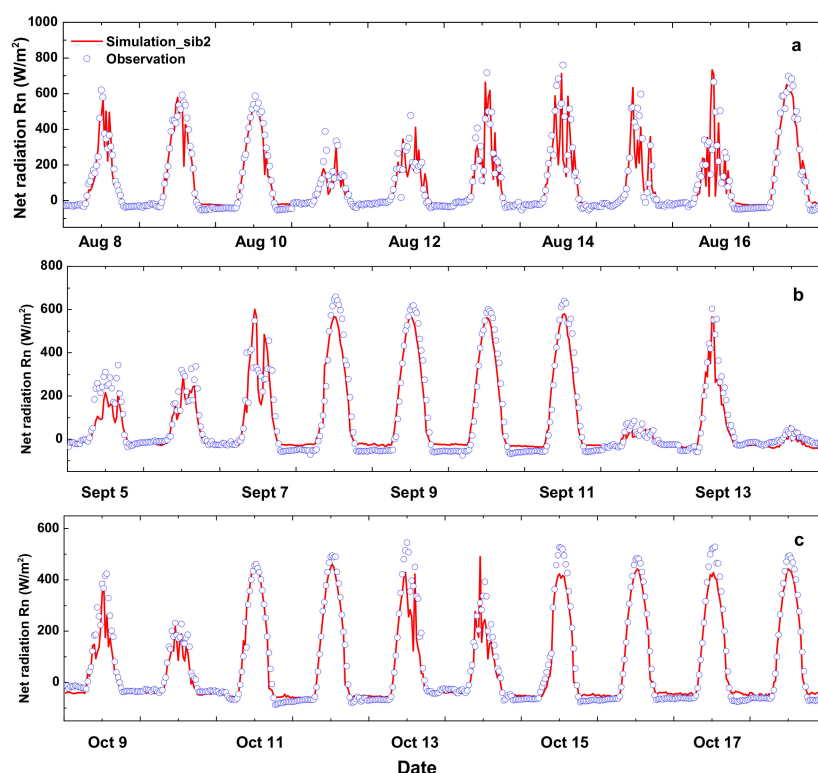 1000
800
600
400
200
0
Net radiation Rn (W/m²)
Simulation_sib2
Observation
a
Aug 8 Aug 10 Aug 12 Aug 14 Aug 16
800
600
400
200
0
Net radiation Rn (W/m²)
b
Sept 5 Sept 7 Sept 9 Sept 11 Sept 13
600
400
200
0
Net radiation Rn (W/m²)
c
Oct 9 Oct 11 Oct 13 Oct 15 Oct 17
Date